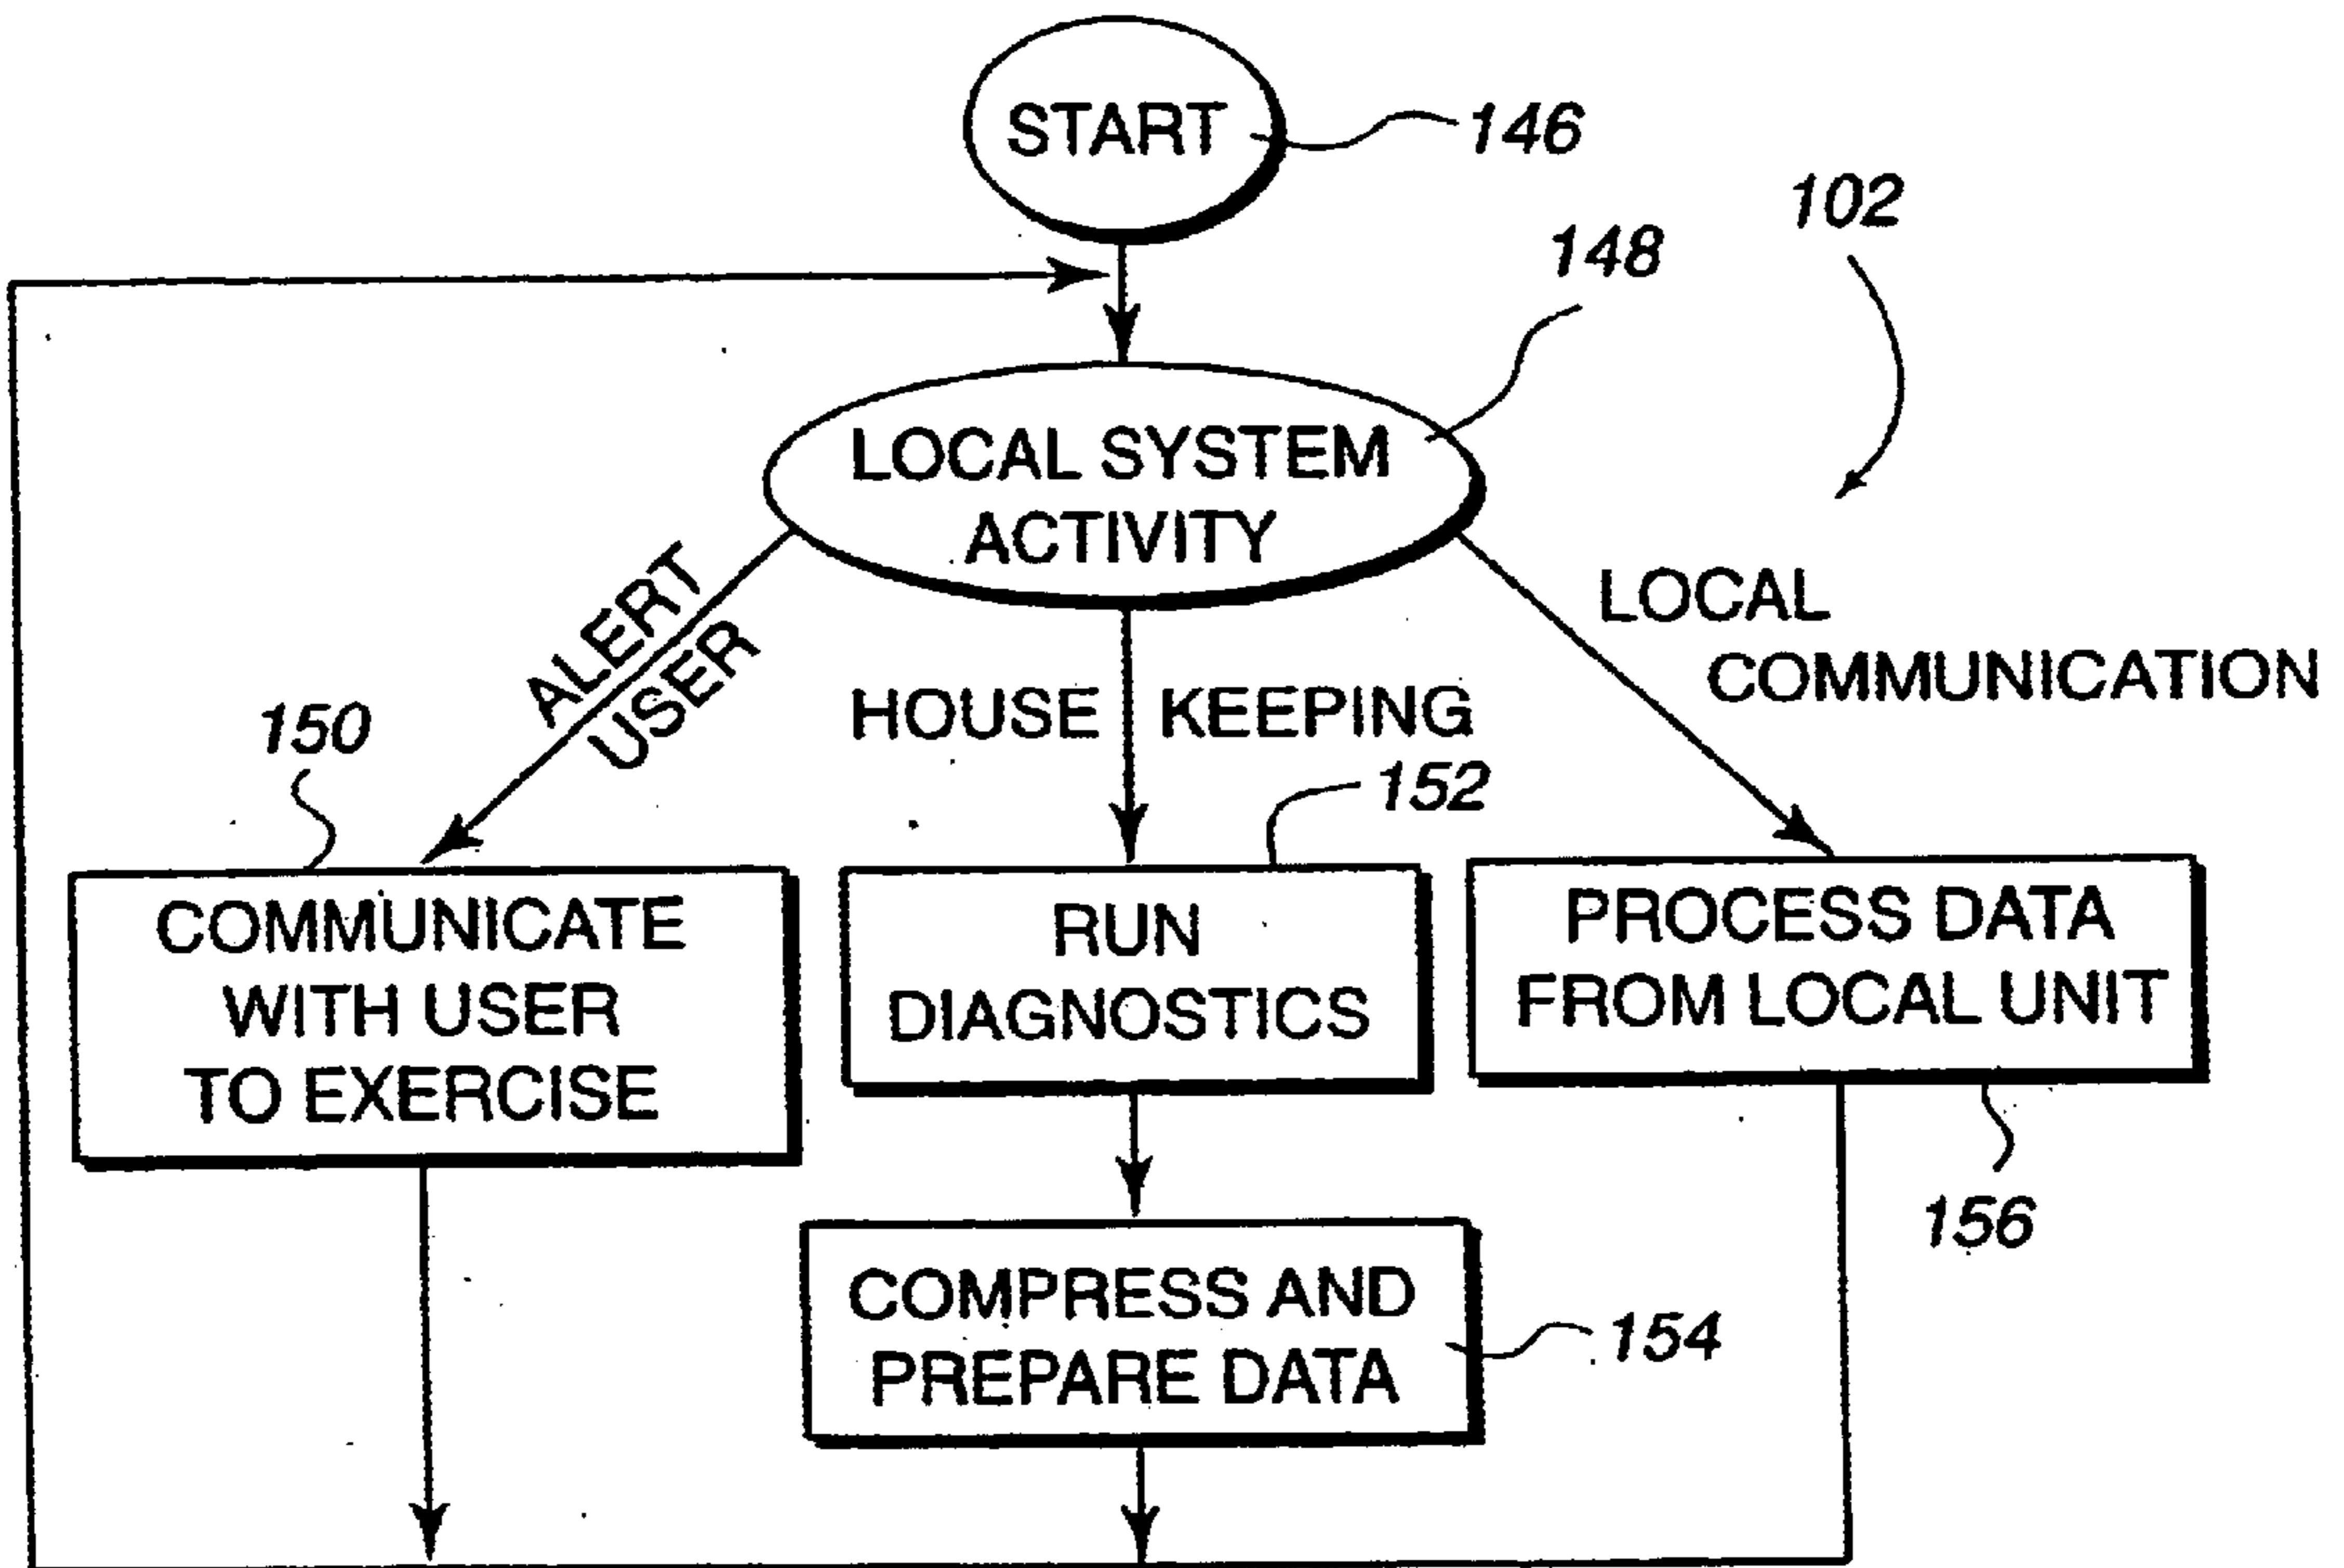 START
146
102
148
LOCAL SYSTEM
ACTIVITY
ALERT
USER
HOUSE KEEPING
LOCAL
COMMUNICATION
150
152
COMMUNICATE
WITH USER
TO EXERCISE
RUN
DIAGNOSTICS
PROCESS DATA
FROM LOCAL UNIT
156
COMPRESS AND
PREPARE DATA
154